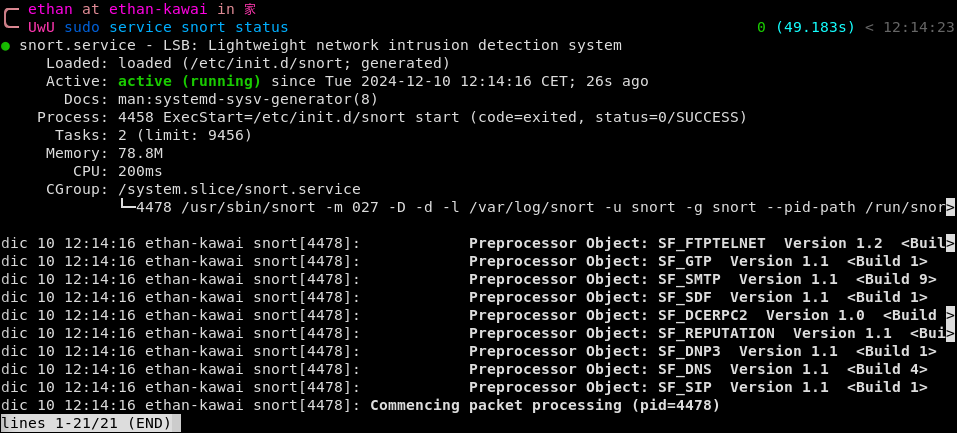 ethan at ethan-kawai in 家
UwU sudo service snort status 0 (49.183s) < 12:14:23
● snort.service - LSB: Lightweight network intrusion detection system
Loaded: loaded (/etc/init.d/snort; generated)
Active: active (running) since Tue 2024-12-10 12:14:16 CET; 26s ago
Docs: man:systemd-sysv-generator(8)
Process: 4458 ExecStart=/etc/init.d/snort start (code=exited, status=0/SUCCESS)
Tasks: 2 (limit: 9456)
Memory: 78.8M
CPU: 200ms
CGroup: /system.slice/snort.service
└─4478 /usr/sbin/snort -m 027 -D -d -l /var/log/snort -u snort -g snort --pid-path /run/snor>
dic 10 12:14:16 ethan-kawai snort[4478]: Preprocessor Object: SF_FTPTELNET Version 1.2 <Buil>
dic 10 12:14:16 ethan-kawai snort[4478]: Preprocessor Object: SF_GTP Version 1.1 <Build 1>
dic 10 12:14:16 ethan-kawai snort[4478]: Preprocessor Object: SF_SMTP Version 1.1 <Build 9>
dic 10 12:14:16 ethan-kawai snort[4478]: Preprocessor Object: SF_SDF Version 1.1 <Build 1>
dic 10 12:14:16 ethan-kawai snort[4478]: Preprocessor Object: SF_DCERPC2 Version 1.0 <Build >
dic 10 12:14:16 ethan-kawai snort[4478]: Preprocessor Object: SF_REPUTATION Version 1.1 <Bui>
dic 10 12:14:16 ethan-kawai snort[4478]: Preprocessor Object: SF_DNP3 Version 1.1 <Build 1>
dic 10 12:14:16 ethan-kawai snort[4478]: Preprocessor Object: SF_DNS Version 1.1 <Build 4>
dic 10 12:14:16 ethan-kawai snort[4478]: Preprocessor Object: SF_SIP Version 1.1 <Build 1>
dic 10 12:14:16 ethan-kawai snort[4478]: Commencing packet processing (pid=4478)
lines 1-21/21 (END)